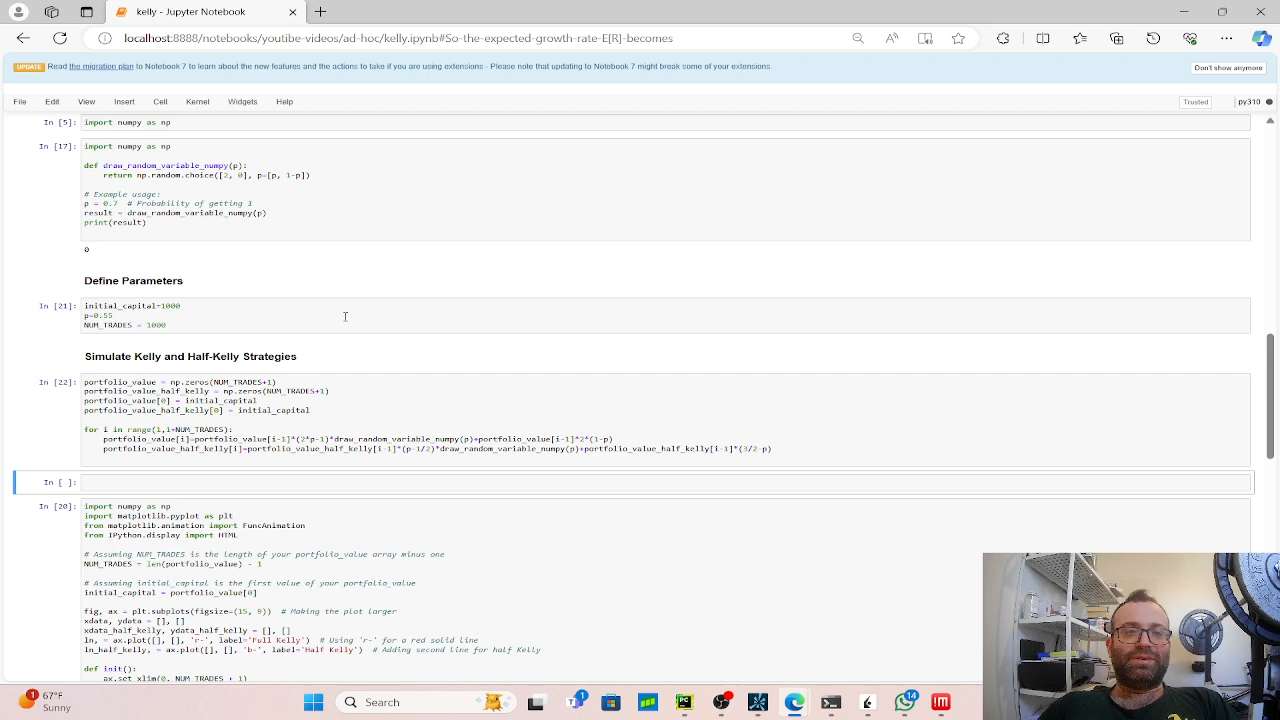 kelly - Jupyter Notebook
localhost:8888/notebooks/youtibe-videos/ad-hoc/kelly.ipynb#So-the-expected-growth-rate-E[R]-becomes
UPDATE Read the migration plan to Notebook 7 to learn about the new features and the actions to take if you are using extensions - Please note that updating to Notebook 7 might break some of your extensions.
Don't show anymore
File Edit View Insert Cell Kernel Widgets Help
Trusted
py310
In [5]: import numpy as np
In [17]: import numpy as np
def draw_random_variable_numpy(p):
return np.random.choice([2, 0], p=[p, 1-p])
# Example usage:
p = 0.7 # Probability of getting 1
result = draw_random_variable_numpy(p)
print(result)
0
Define Parameters
In [21]: initial_capital=1000
p=0.55
NUM_TRADES = 1000
Simulate Kelly and Half-Kelly Strategies
In [22]: portfolio_value = np.zeros(NUM_TRADES+1)
portfolio_value_half_kelly = np.zeros(NUM_TRADES+1)
portfolio_value[0] = initial_capital
portfolio_value_half_kelly[0] = initial_capital
for i in range(1,1+NUM_TRADES):
portfolio_value[i]=portfolio_value[i-1]*(2*p-1)*draw_random_variable_numpy(p)+portfolio_value[i-1]*2*(1-p)
portfolio_value_half_kelly[i]=portfolio_value_half_kelly[i-1]*(p-1/2)*draw_random_variable_numpy(p)+portfolio_value_half_kelly[i-1]*(3/2-p)
In [ ]:
In [20]: import numpy as np
import matplotlib.pyplot as plt
from matplotlib.animation import FuncAnimation
from IPython.display import HTML
# Assuming NUM_TRADES is the length of your portfolio_value array minus one
NUM_TRADES = len(portfolio_value) - 1
# Assuming initial_capital is the first value of your portfolio_value
initial_capital = portfolio_value[0]
fig, ax = plt.subplots(figsize=(15, 9)) # Making the plot larger
xdata, ydata = [], []
xdata_half_kelly, ydata_half_kelly = [], []
ln, = ax.plot([], [], 'r-', label='Full Kelly') # Using 'r-' for a red solid line
ln_half_kelly, = ax.plot([], [], 'b-', label='Half Kelly') # Adding second line for half Kelly
def init():
ax.set_xlim(0, NUM_TRADES + 1)
1
67°F
Sunny
Search
1
14